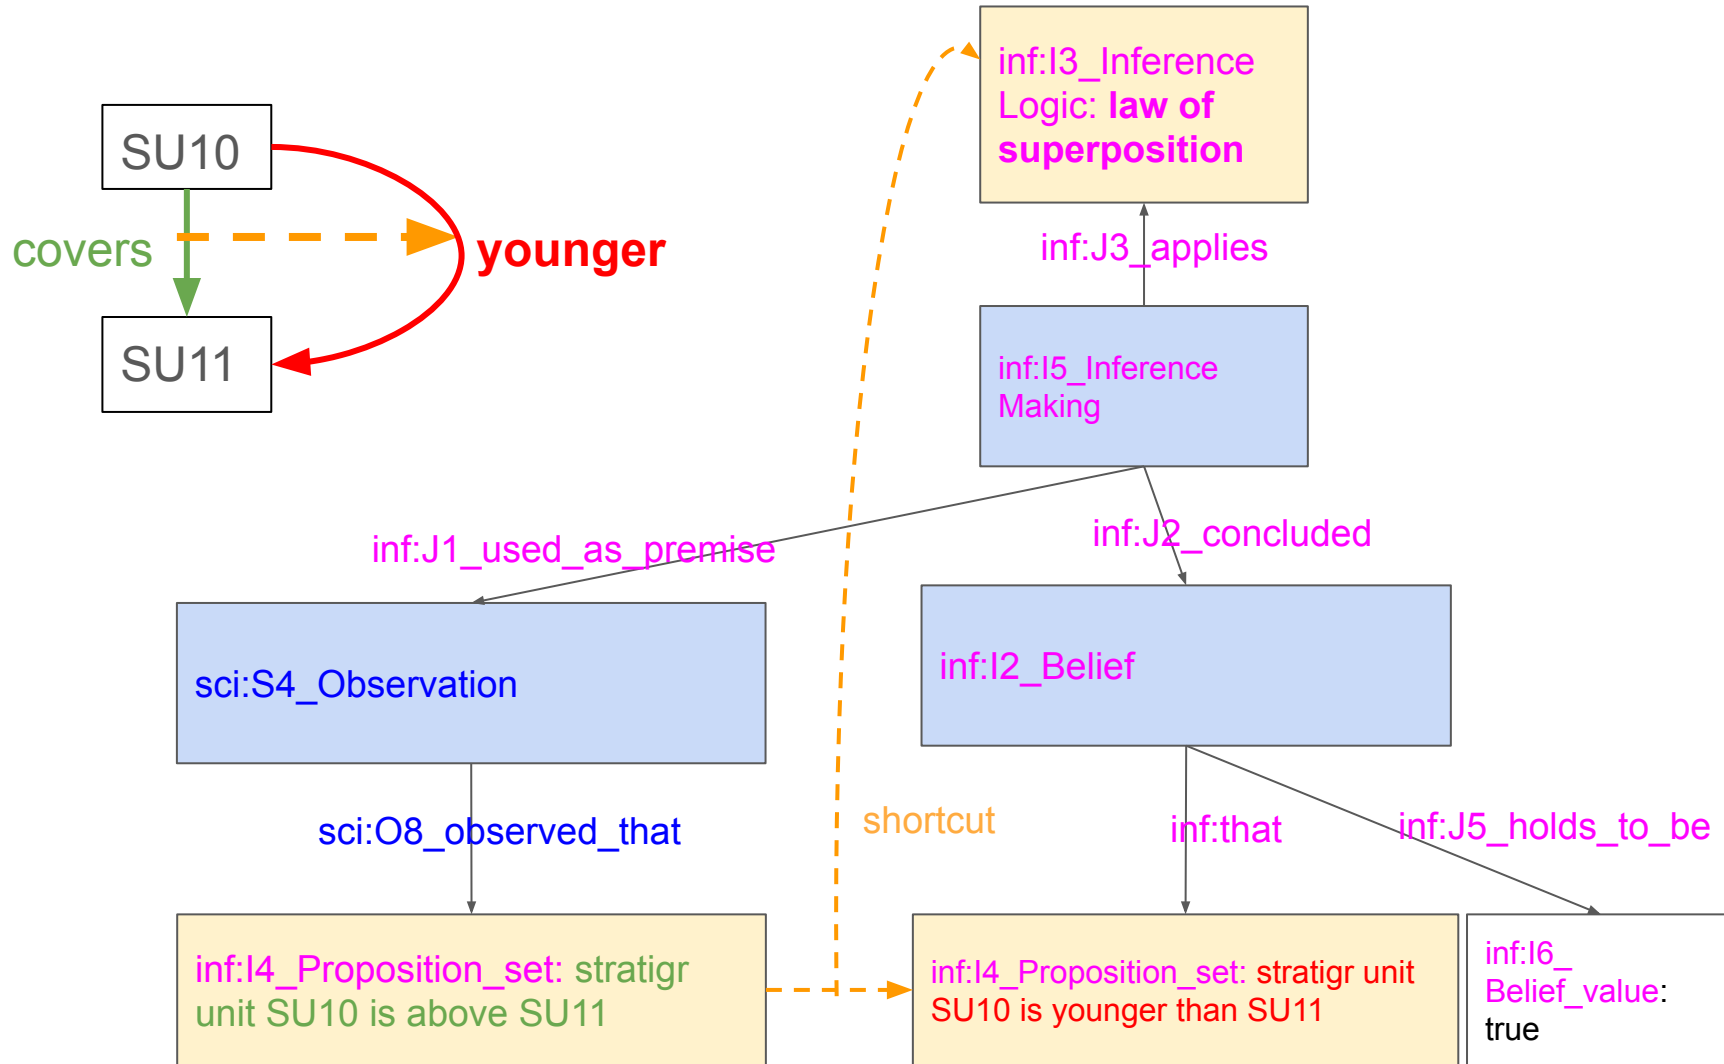 inf:I3_Inference
Logic: law of
superposition
SU10
covers
younger
inf:J3_applies
SU11
inf:I5_Inference
Making
inf:J1_used_as_premise
inf:J2_concluded
sci:S4_Observation
inf:I2_Belief
sci:O8_observed_that
shortcut
inf:that
inf:J5_holds_to_be
inf:I4_Proposition_set: stratigr
unit SU10 is above SU11
inf:I4_Proposition_set: stratigr unit
SU10 is younger than SU11
inf:I6_
Belief_value:
true